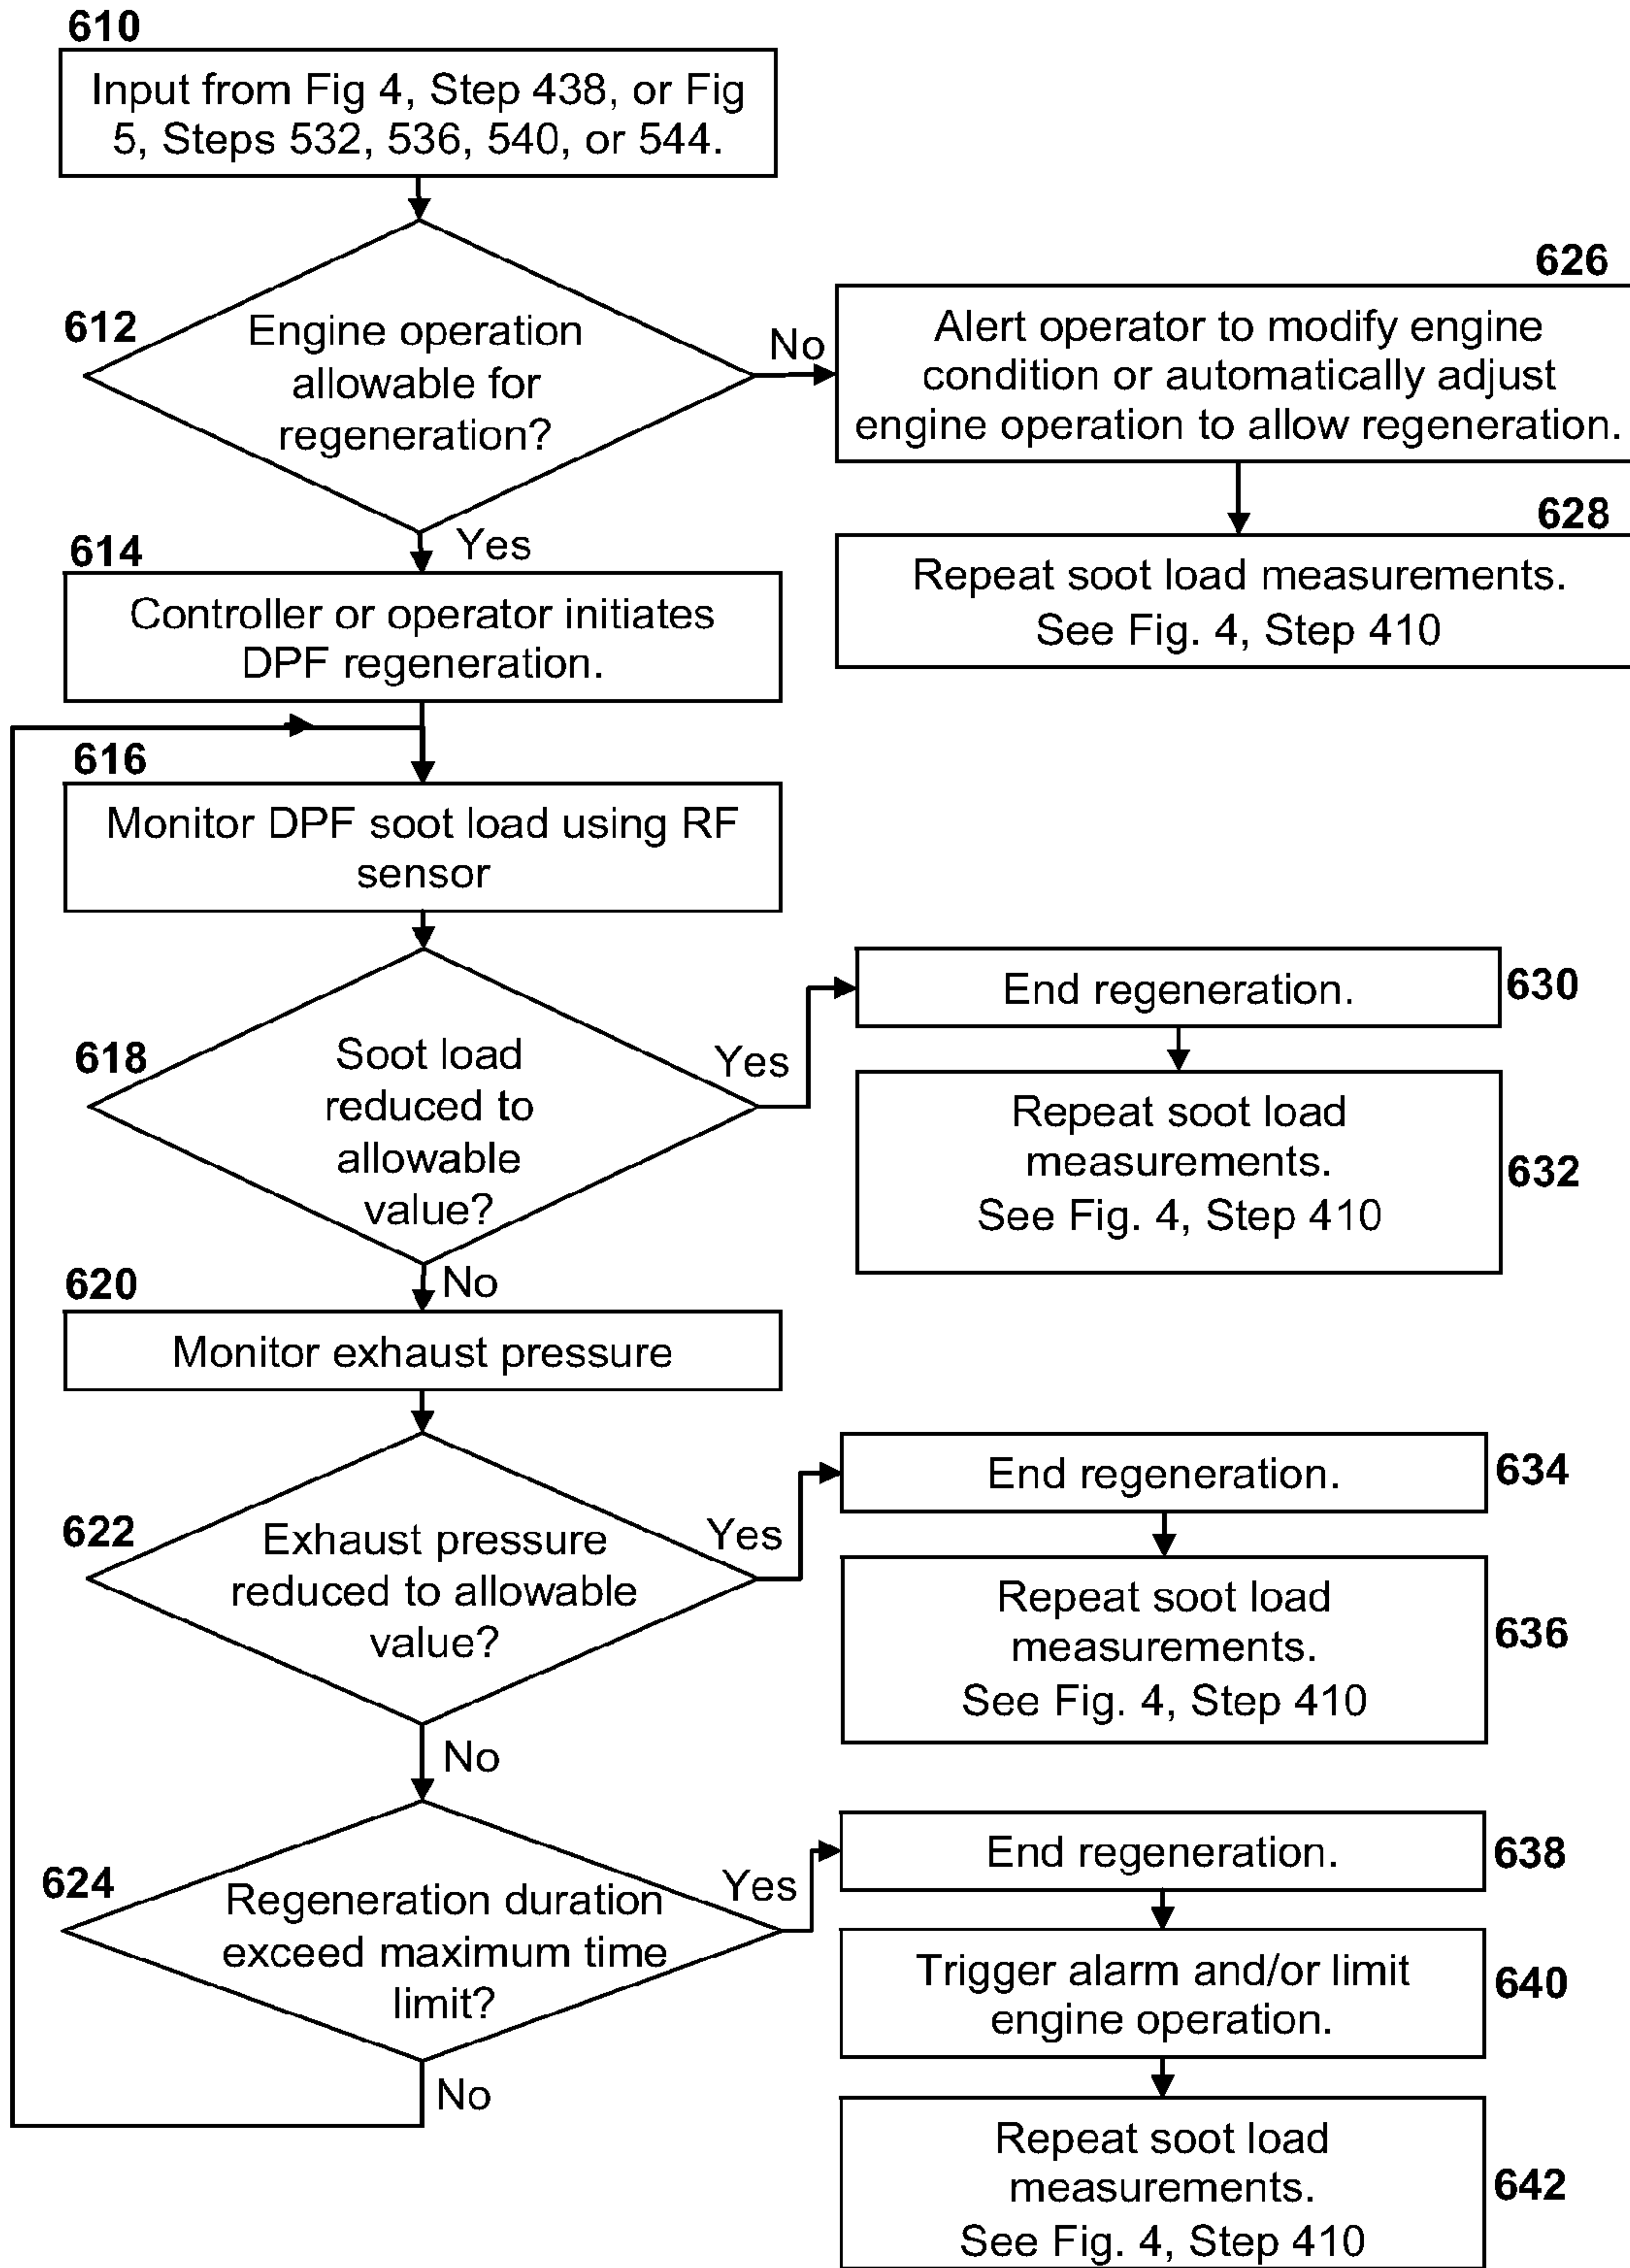 610
Input from Fig 4, Step 438, or Fig
5, Steps 532, 536, 540, or 544.
612
Engine operation
allowable for
regeneration?
No
626
Alert operator to modify engine
condition or automatically adjust
engine operation to allow regeneration.
628
Repeat soot load measurements.
See Fig. 4, Step 410
Yes
614
Controller or operator initiates
DPF regeneration.
616
Monitor DPF soot load using RF
sensor
618
Soot load
reduced to
allowable
value?
Yes
End regeneration.
630
Repeat soot load
measurements.
See Fig. 4, Step 410
632
No
620
Monitor exhaust pressure
622
Exhaust pressure
reduced to allowable
value?
Yes
End regeneration.
634
Repeat soot load
measurements.
See Fig. 4, Step 410
636
No
624
Regeneration duration
exceed maximum time
limit?
Yes
End regeneration.
638
Trigger alarm and/or limit
engine operation.
640
Repeat soot load
measurements.
See Fig. 4, Step 410
642
No